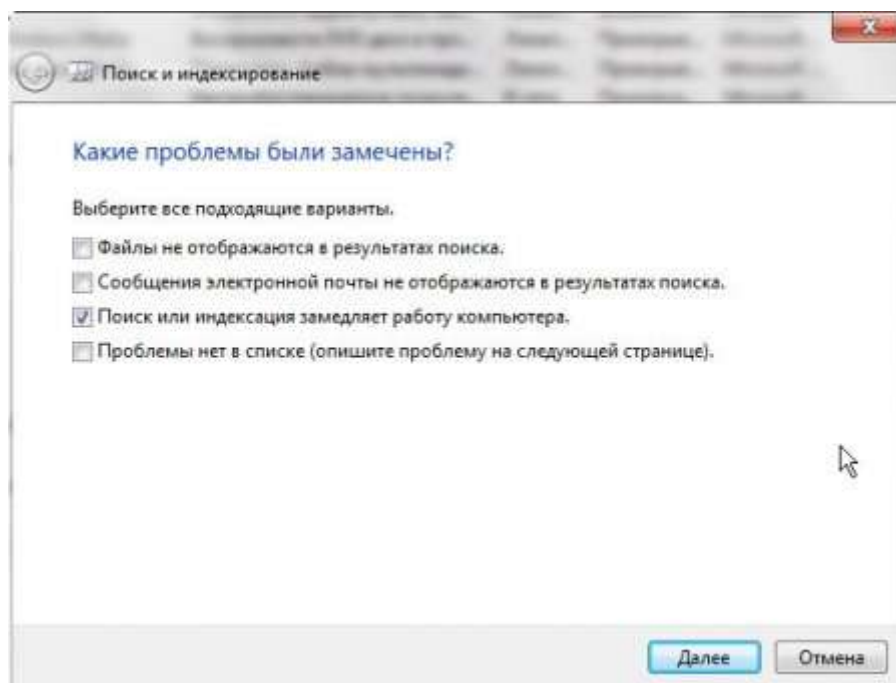 Поиск и индексирование
Какие проблемы были замечены?
Выберите все подходящие варианты.
Файлы не отображаются в результатах поиска.
Сообщения электронной почты не отображаются в результатах поиска.
Поиск или индексация замедляет работу компьютера.
Проблемы нет в списке (опишите проблему на следующей странице).
Далее
Отмена